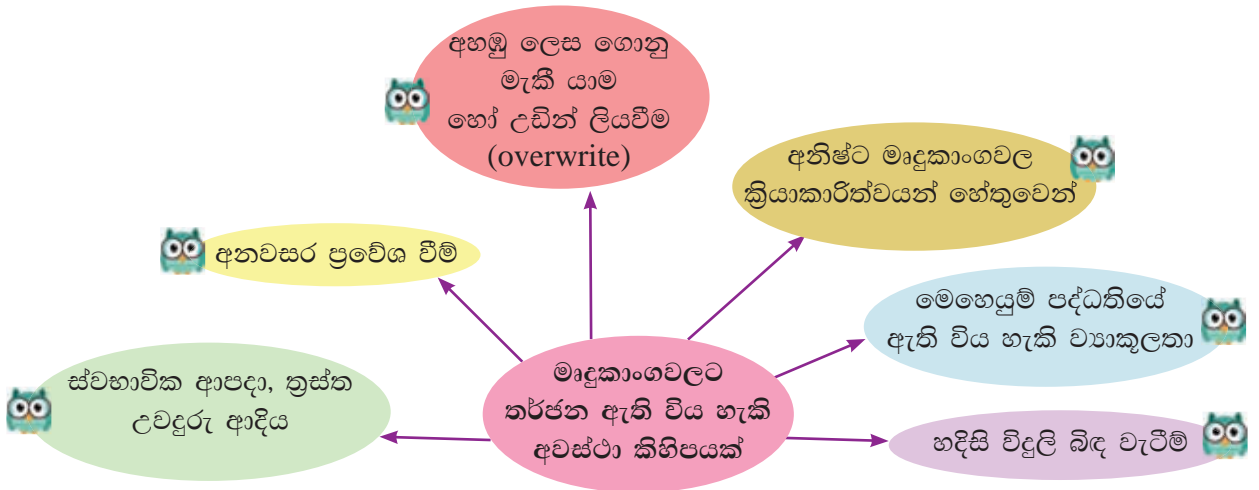 අහඹු ලෙස ගොනු
මැකී යාම
හෝ උඩින් ලියවීම
(overwrite)
අනිෂ්ට මෘදුකාංගවල
ක්‍රියාකාරිත්වයන් හේතුවෙන්
අනවසර ප්‍රවේශ වීම්
මෙහෙයුම් පද්ධතියේ
ඇති විය හැකි ව්‍යාකූලතා
ස්වභාවික ආපදා, ත්‍රස්ත
උවදුරු ආදිය
මෘදුකාංගවලට
තර්ජන ඇති විය හැකි
අවස්ථා කිහිපයක්
හදිසි විදුලි බිඳ වැටීම්